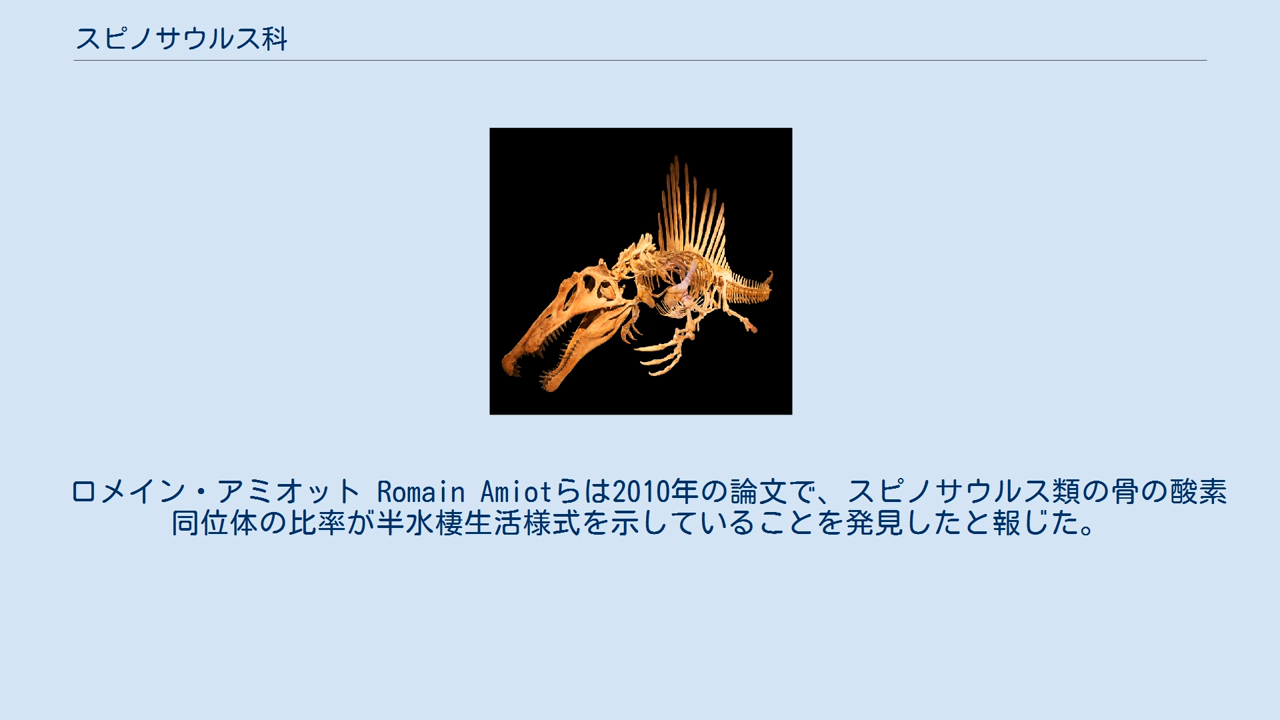 スピノサウルス科
ロメイン・アミオット Romain Amiotらは2010年の論文で、スピノサウルス類の骨の酸素
同位体の比率が半水棲生活様式を示していることを発見したと報じた。